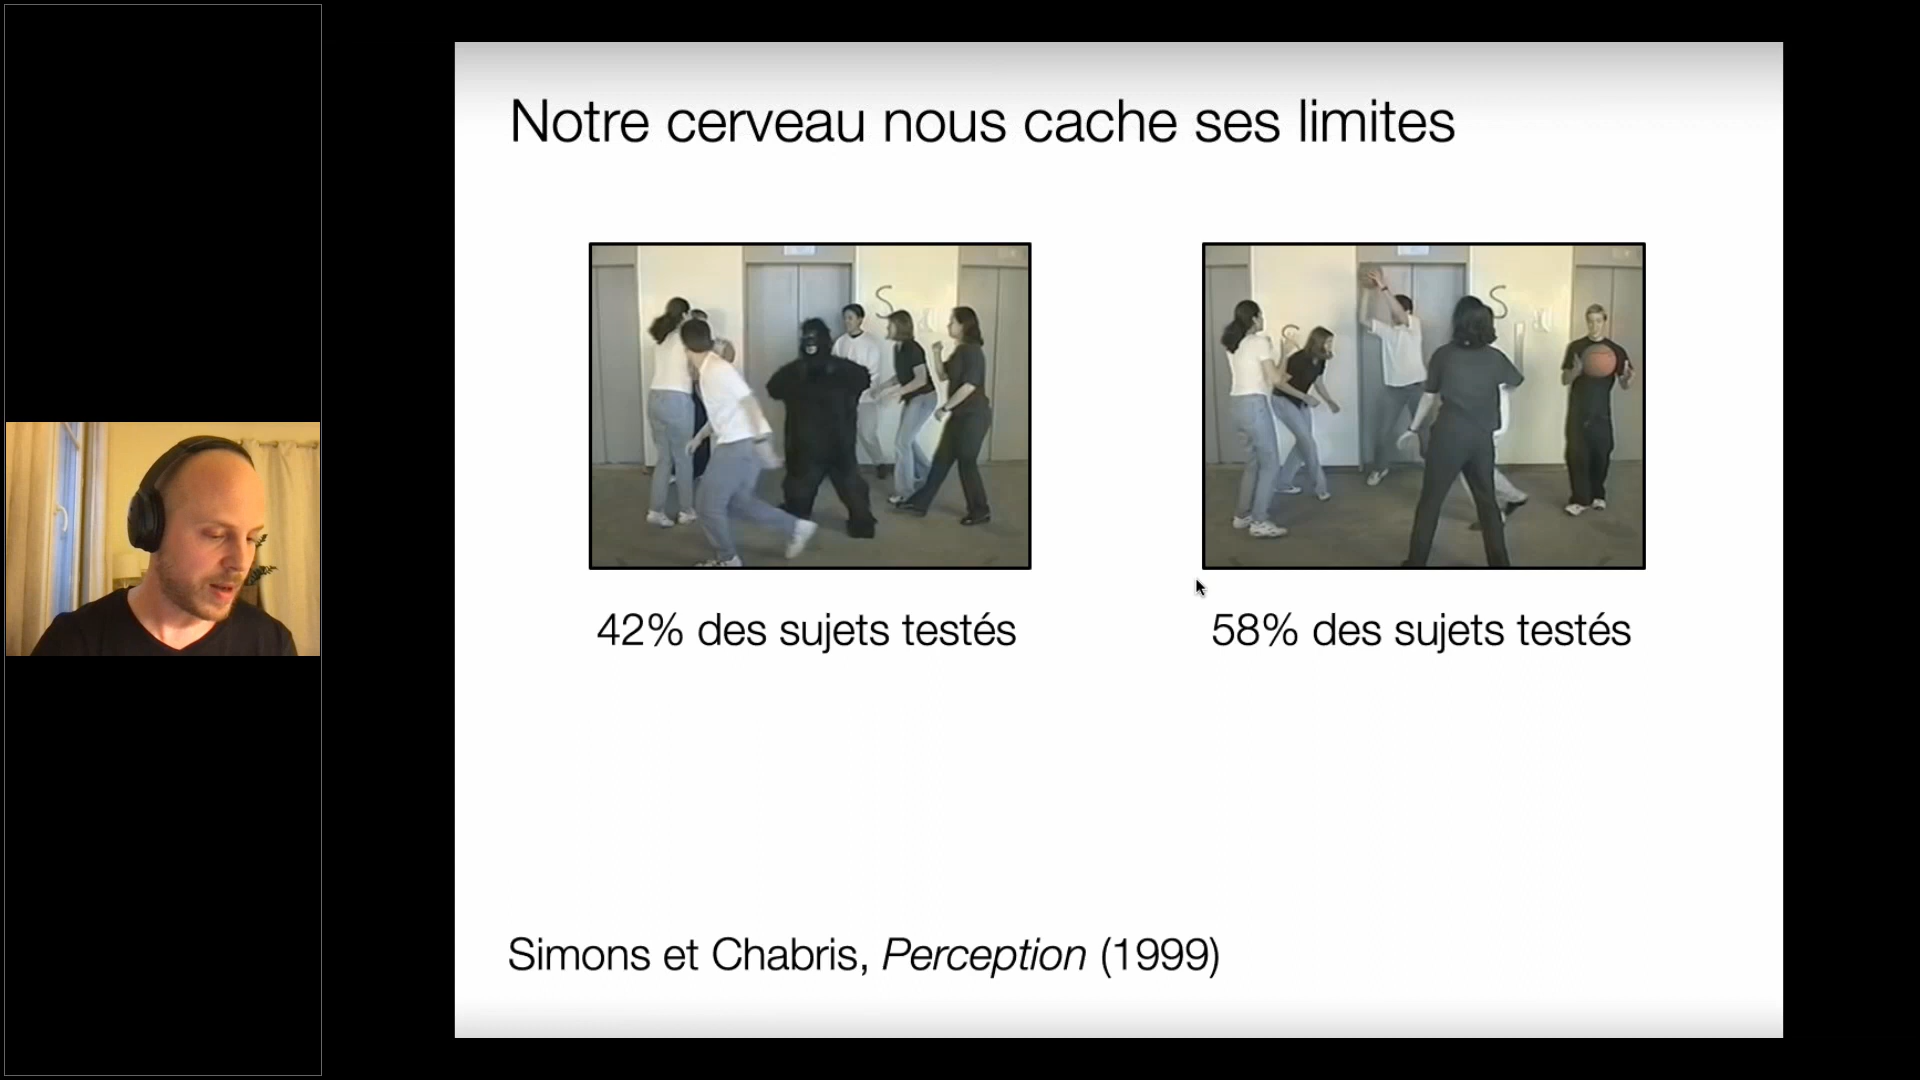 Notre cerveau nous cache ses limites
S
S
42% des sujets testés
58% des sujets testés
Simons et Chabris, Perception (1999)